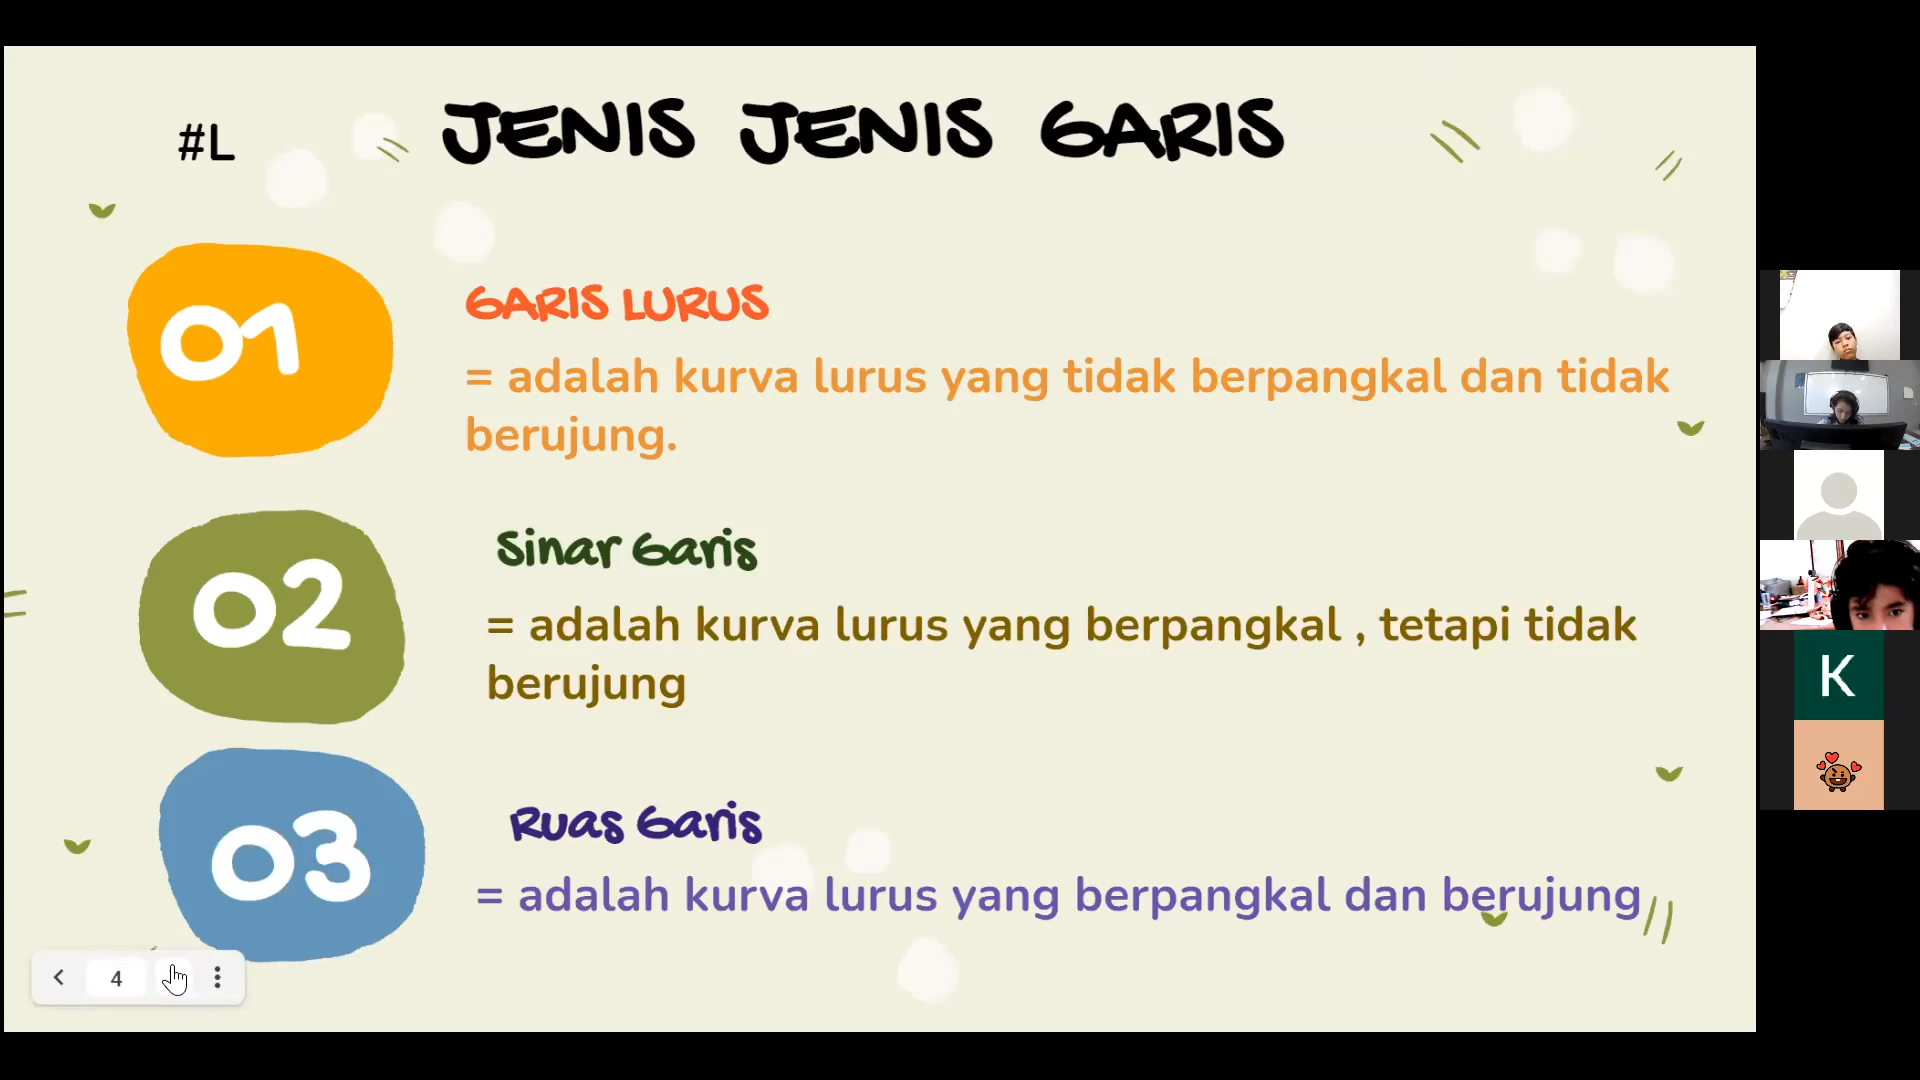 #L
JENIS JENIS GARIS
01
GARIS LURUS
= adalah kurva lurus yang tidak berpangkal dan tidak
berujung.
02
Sinar Garis
= adalah kurva lurus yang berpangkal , tetapi tidak
berujung
03
Ruas Garis
= adalah kurva lurus yang berpangkal dan berujung
4
K